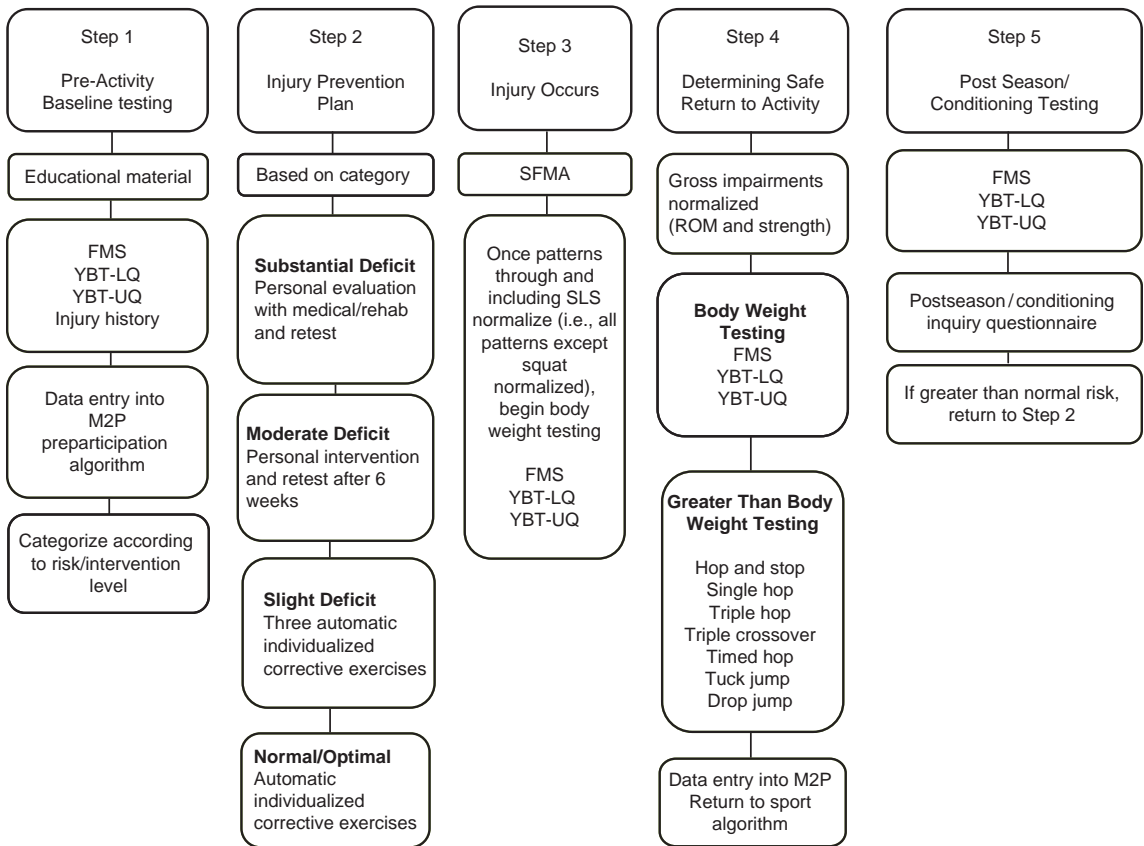 Step 1
Pre-Activity
Baseline testing
Educational material
FMS
YBT-LQ
YBT-UQ
Injury history
Data entry into
M2P
preparticipation
algorithm
Categorize according
to risk/intervention
level
Step 2
Injury Prevention
Plan
Based on category
Substantial Deficit
Personal evaluation
with medical/rehab
and retest
Moderate Deficit
Personal intervention
and retest after 6
weeks
Slight Deficit
Three automatic
individualized
corrective exercises
Normal/Optimal
Automatic
individualized
corrective exercises
Step 3
Injury Occurs
SFMA
Once patterns
through and
including SLS
normalize (i.e., all
patterns except
squat
normalized),
begin body
weight testing
FMS
YBT-LQ
YBT-UQ
Step 4
Determining Safe
Return to Activity
Gross impairments
normalized
(ROM and strength)
Body Weight
Testing
FMS
YBT-LQ
YBT-UQ
Greater Than Body
Weight Testing
Hop and stop
Single hop
Triple hop
Triple crossover
Timed hop
Tuck jump
Drop jump
Data entry into M2P
Return to sport
algorithm
Step 5
Post Season/
Conditioning Testing
FMS
YBT-LQ
YBT-UQ
Postseason/conditioning
inquiry questionnaire
If greater than normal risk,
return to Step 2